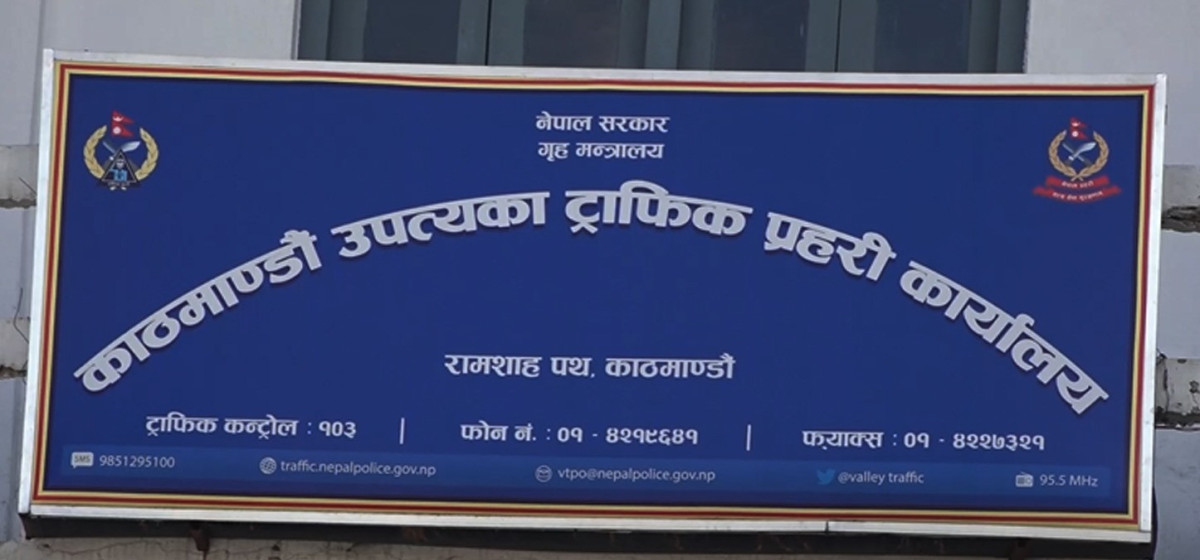 नेपाल सरकार
गृह मन्त्रालय
काठमाण्डौं उपत्यका ट्राफिक प्रहरी कार्यालय
रामशाह पथ, काठमाण्डौं
ट्राफिक कन्ट्रोल : १०३ | फोन नं. : ०१ - ४२१९६४१ | फ्याक्स : ०१ - ४२२७३२१
SMS 9851295100 traffic.nepalpolice.gov.np vtpo@nepalpolice.gov.np @valley traffic 95.5 MHz